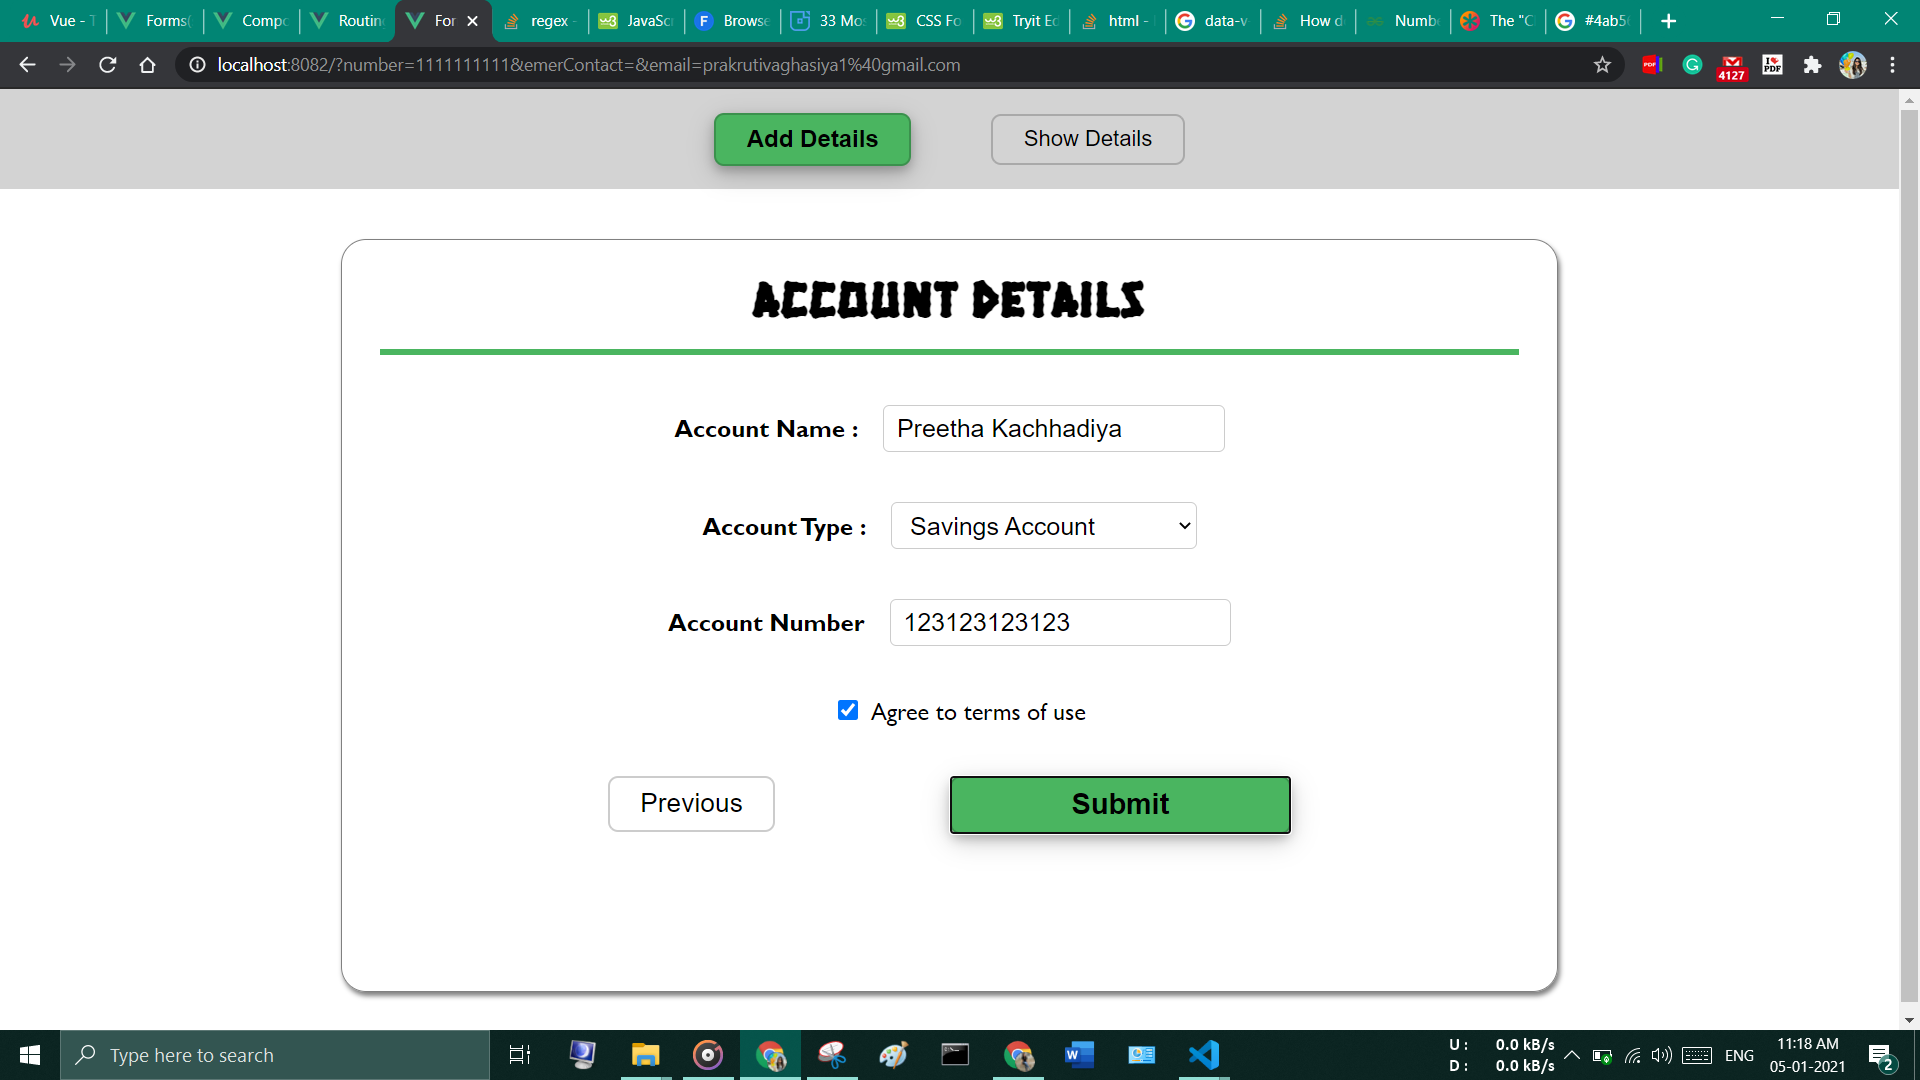 Vue - T
Forms(
Compo
Routin
For
regex -
JavaSc
Browse
33 Mos
CSS Fo
Tryit Ed
html -
data-v
How d
Numb
The "C
#4ab5
localhost:8082/?number=1111111111&emerContact=&email=prakrutivaghasiya1%40gmail.com
4127
Add Details
Show Details
ACCOUNT DETAILS
Account Name :
Preetha Kachhadiya
Account Type :
Savings Account
Account Number
123123123123
Agree to terms of use
Previous
Submit
Type here to search
U : 0.0 kB/s
D : 0.0 kB/s
ENG
11:18 AM
05-01-2021
2